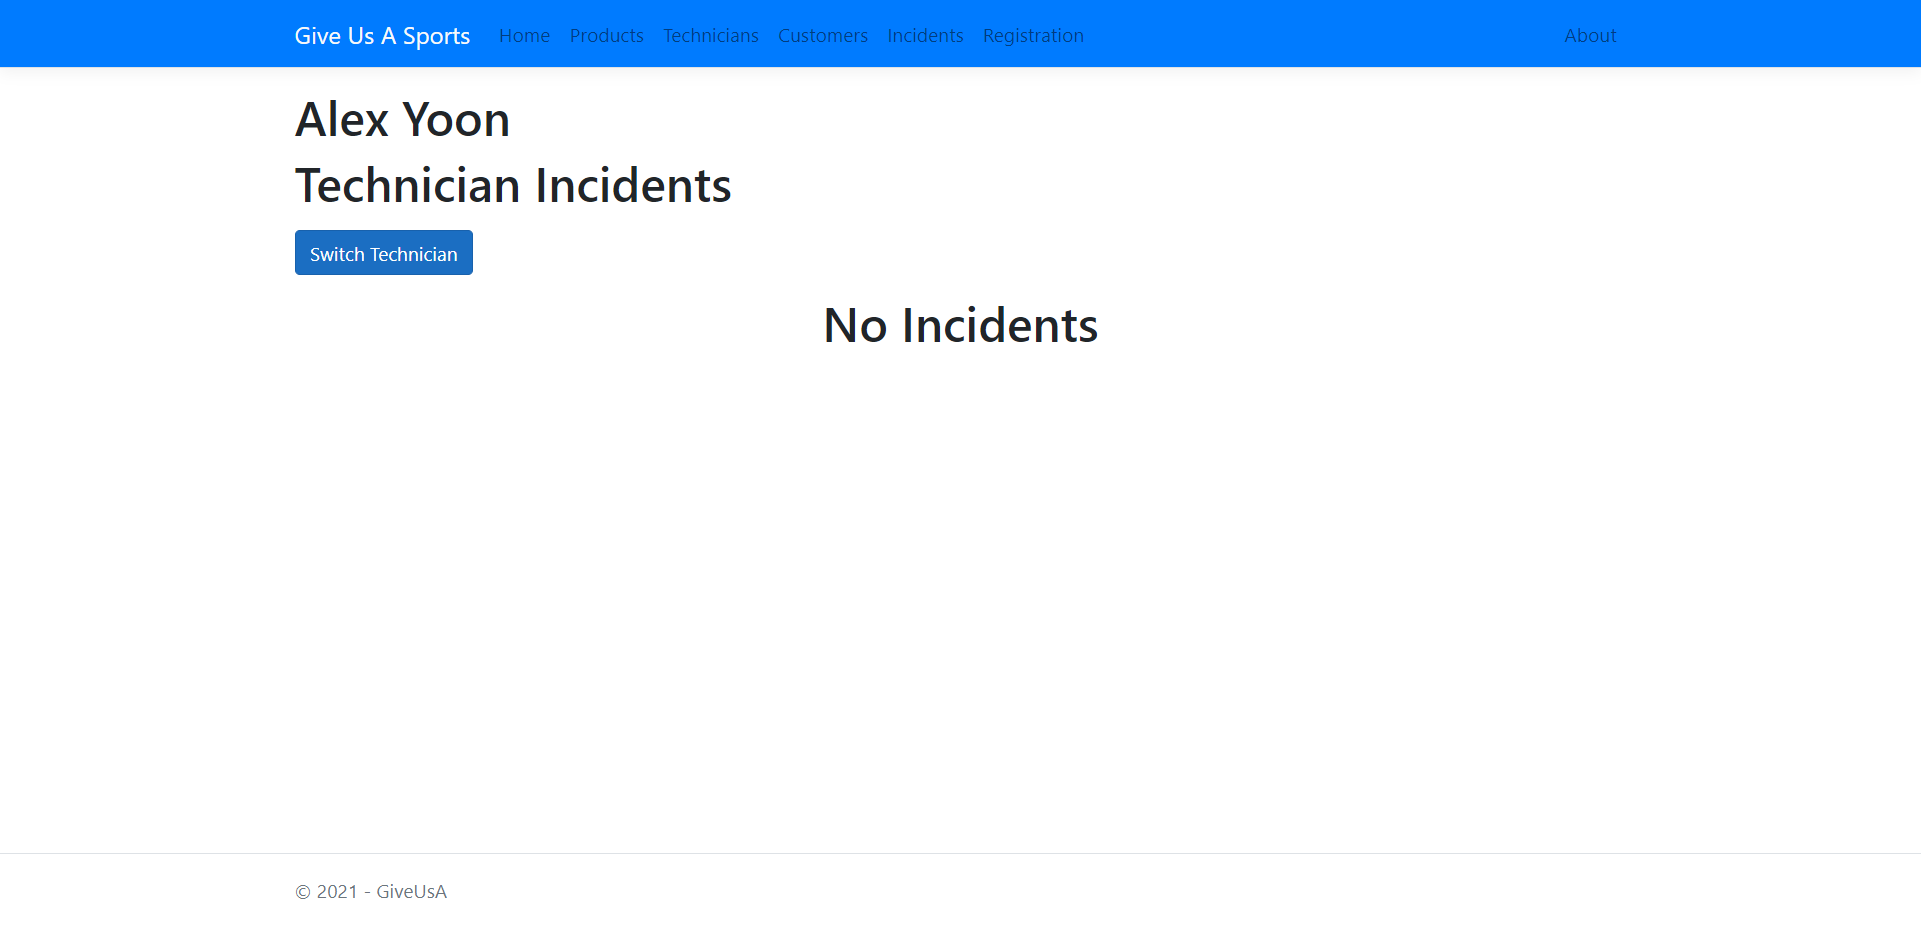 Give Us A Sports Home Products Technicians Customers Incidents Registration About
Alex Yoon
Technician Incidents
Switch Technician
No Incidents
© 2021 - GiveUsA